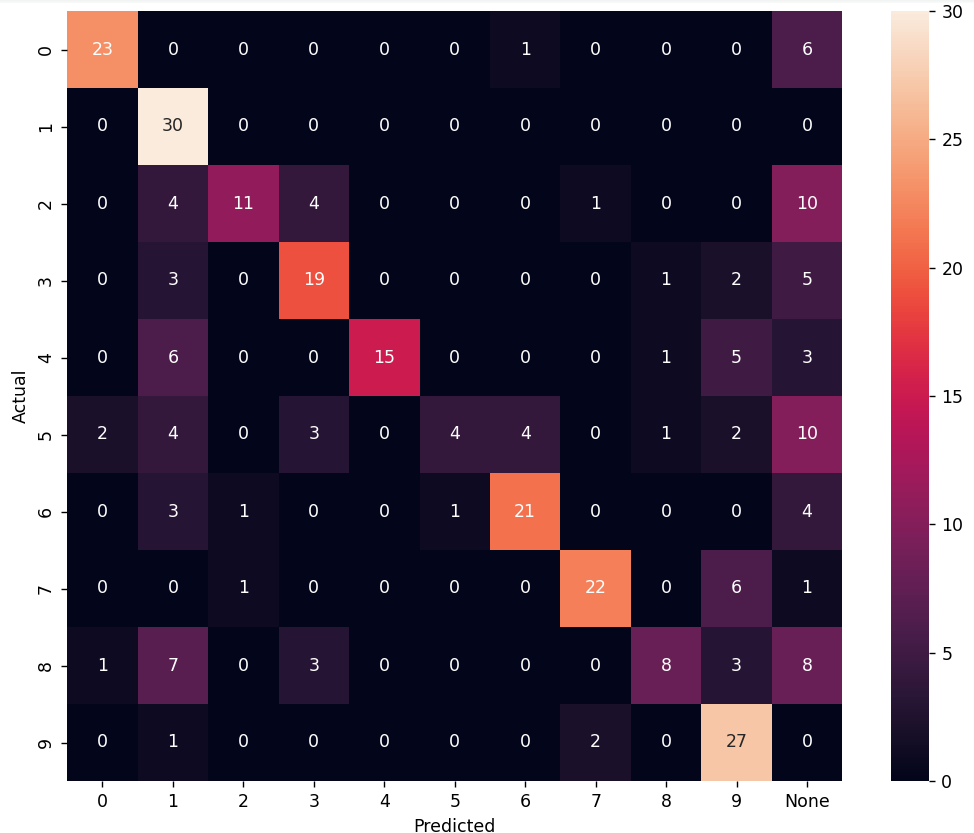 0 23 0 0 0 0 0 1 0 0 0 6
1 0 30 0 0 0 0 0 0 0 0 0
2 0 4 11 4 0 0 0 1 0 0 10
3 0 3 0 19 0 0 0 0 1 2 5
4 0 6 0 0 15 0 0 0 1 5 3
5 2 4 0 3 0 4 4 0 1 2 10
6 0 3 1 0 0 1 21 0 0 0 4
7 0 0 1 0 0 0 0 22 0 6 1
8 1 7 0 3 0 0 0 0 8 3 8
9 0 1 0 0 0 0 0 2 0 27 0
0 1 2 3 4 5 6 7 8 9 None
Predicted
Actual
30
25
20
15
10
5
0